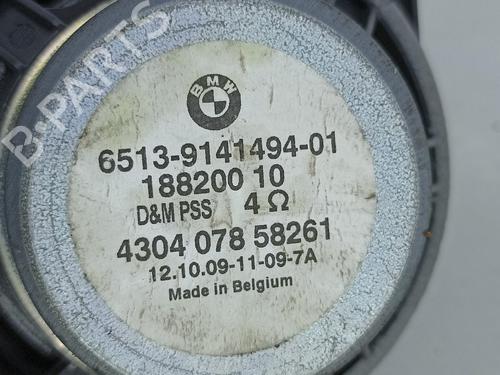 BMW
6513-9141494-01
188200 10
D&M PSS 4 Ω
4304 078 58261
12.10.09-11-09-7A
Made in Belgium
B-PARTS